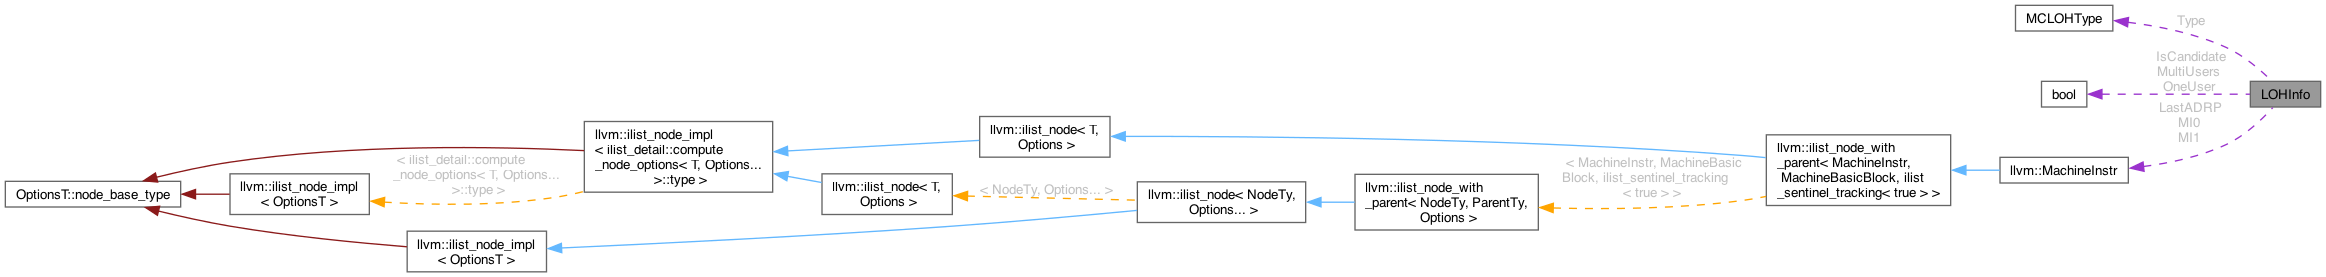 MCLOHType
Type
bool
IsCandidate
MultiUsers
OneUser
LOHInfo
LastADRP
MI0
MI1
llvm::MachineInstr
llvm::ilist_node_with
_parent< MachineInstr,
MachineBasicBlock, ilist
_sentinel_tracking< true > >
< MachineInstr, MachineBasic
Block, ilist_sentinel_tracking
< true > >
llvm::ilist_node_with
_parent< NodeTy, ParentTy,
Options >
llvm::ilist_node< T,
Options >
llvm::ilist_node< NodeTy,
Options... >
< NodeTy, Options... >
llvm::ilist_node< T,
Options >
llvm::ilist_node_impl
< ilist_detail::compute
_node_options< T, Options...
>::type >
< ilist_detail::compute
_node_options< T, Options...
>::type >
llvm::ilist_node_impl
< OptionsT >
llvm::ilist_node_impl
< OptionsT >
OptionsT::node_base_type